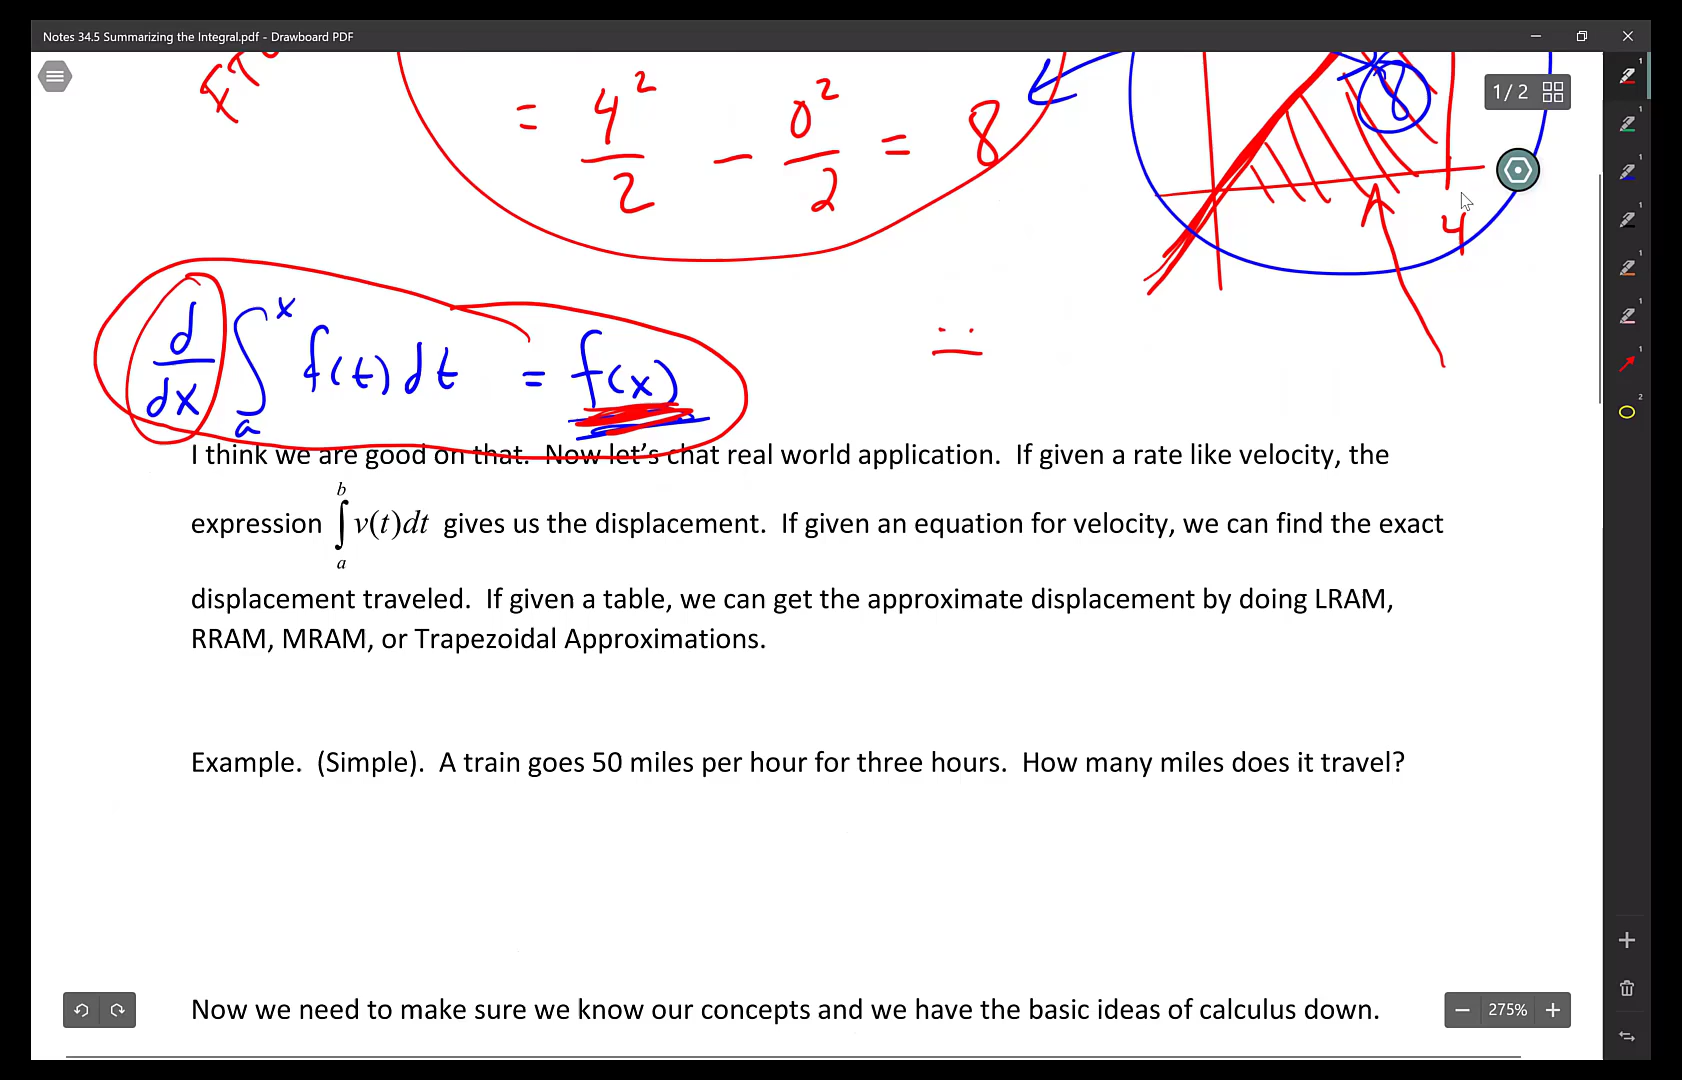 Notes 34.5 Summarizing the Integral.pdf - Drawboard PDF
1 / 2
= 4²/2 - 0²/2 = 8
8
A
4
d/dx ∫ₐˣ f(t) dt = f(x)
I think we are good on that. Now let's chat real world application. If given a rate like velocity, the
expression ∫ₐᵇ v(t)dt gives us the displacement. If given an equation for velocity, we can find the exact
displacement traveled. If given a table, we can get the approximate displacement by doing LRAM,
RRAM, MRAM, or Trapezoidal Approximations.
Example. (Simple). A train goes 50 miles per hour for three hours. How many miles does it travel?
Now we need to make sure we know our concepts and we have the basic ideas of calculus down.
275%